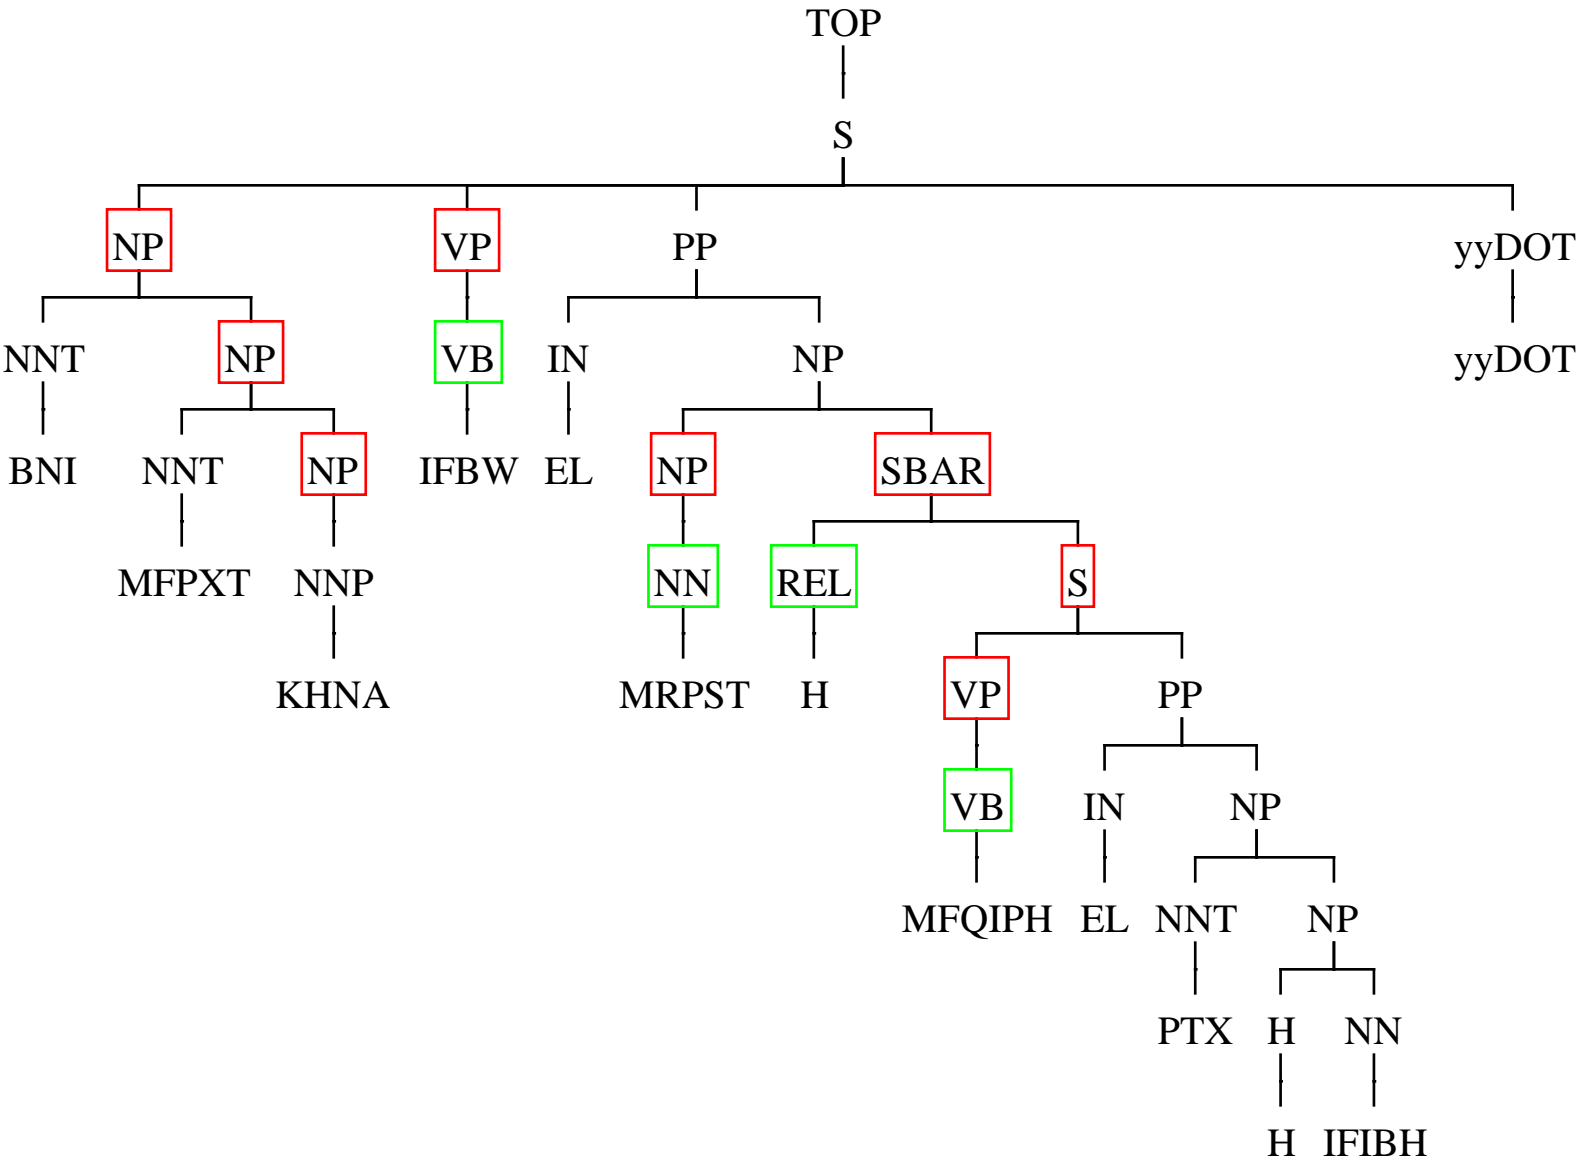 TOP
S
NP VP PP yyDOT
NNT NP VB IN NP yyDOT
BNI NNT NP IFBW EL NP SBAR
MFPXT NNP NN REL S
KHNA MRPST H VP PP
VB IN NP
MFQIPH EL NNT NP
PTX H NN
H IFIBH